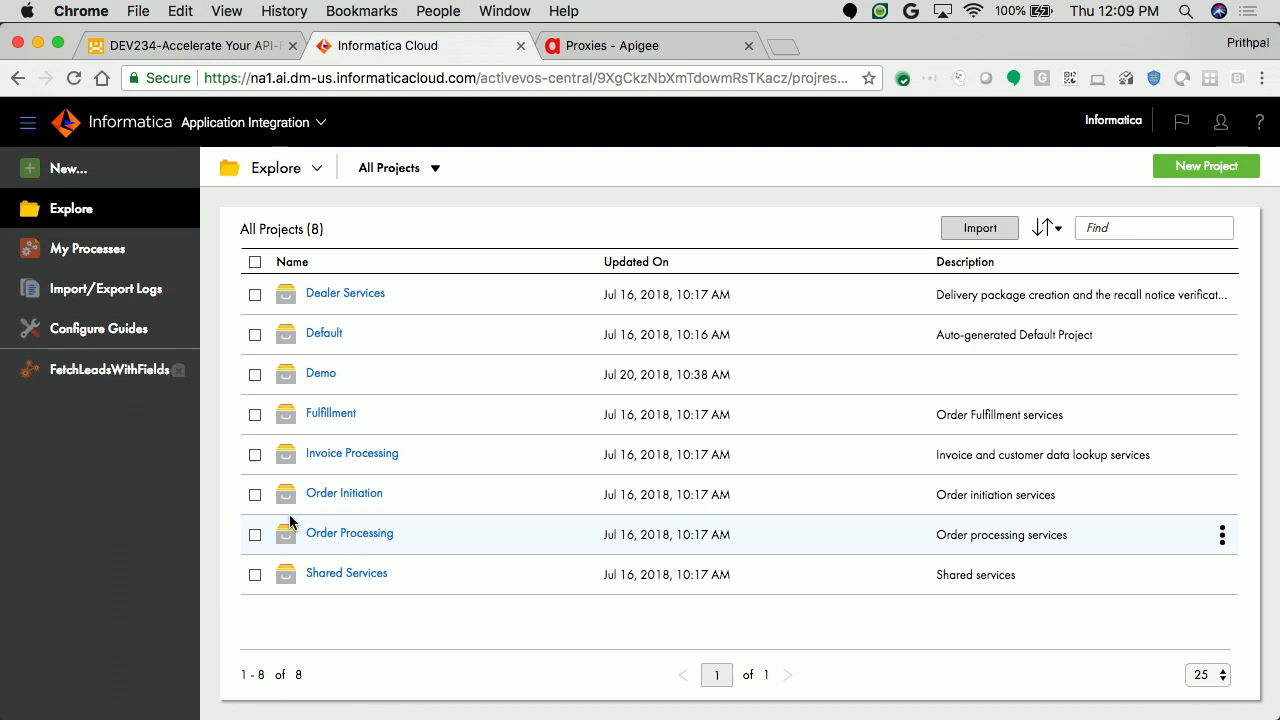 Chrome File Edit View History Bookmarks People Window Help 100% Thu 12:09 PM
DEV234-Accelerate Your API-F Informatica Cloud Proxies - Apigee Prithpal
Secure https://na1.ai.dm-us.informaticacloud.com/activevos-central/9XgCkzNbXmTdowmRsTKacz/projres...
Informatica Application Integration Informatica ?
New... Explore All Projects New Project
Explore
My Processes
Import/Export Logs
Configure Guides
FetchLeadsWithFields
All Projects (8) Import Find
Name Updated On Description
Dealer Services Jul 16, 2018, 10:17 AM Delivery package creation and the recall notice verificat...
Default Jul 16, 2018, 10:16 AM Auto-generated Default Project
Demo Jul 20, 2018, 10:38 AM
Fulfillment Jul 16, 2018, 10:17 AM Order Fulfillment services
Invoice Processing Jul 16, 2018, 10:17 AM Invoice and customer data lookup services
Order Initiation Jul 16, 2018, 10:17 AM Order initiation services
Order Processing Jul 16, 2018, 10:17 AM Order processing services
Shared Services Jul 16, 2018, 10:17 AM Shared services
1 - 8 of 8 1 of 1 25